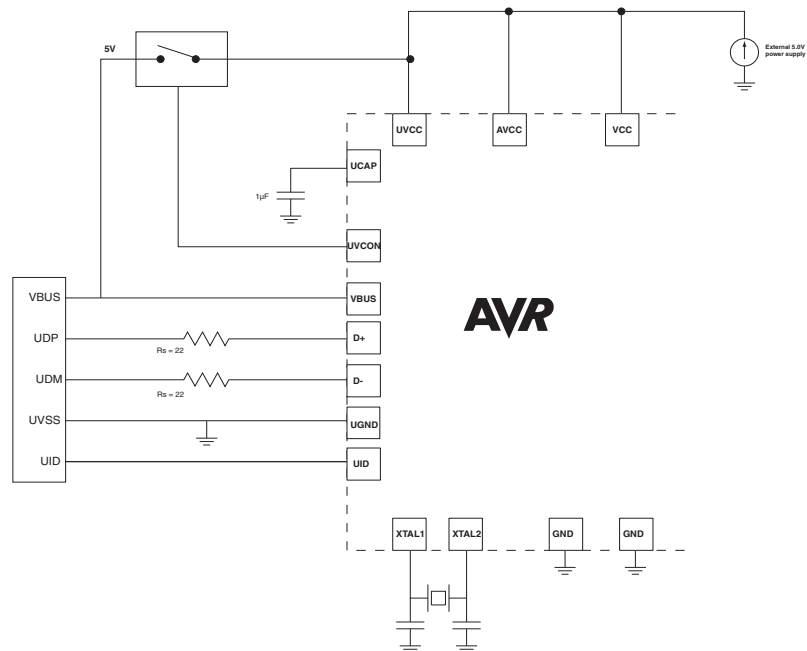 5V
External 5.0V
power supply
UVCC
AVCC
VCC
UCAP
1µF
UVCON
VBUS
VBUS
UDP
Rs = 22
D+
UDM
Rs = 22
D-
UVSS
UGND
UID
UID
AVR
XTAL1
XTAL2
GND
GND